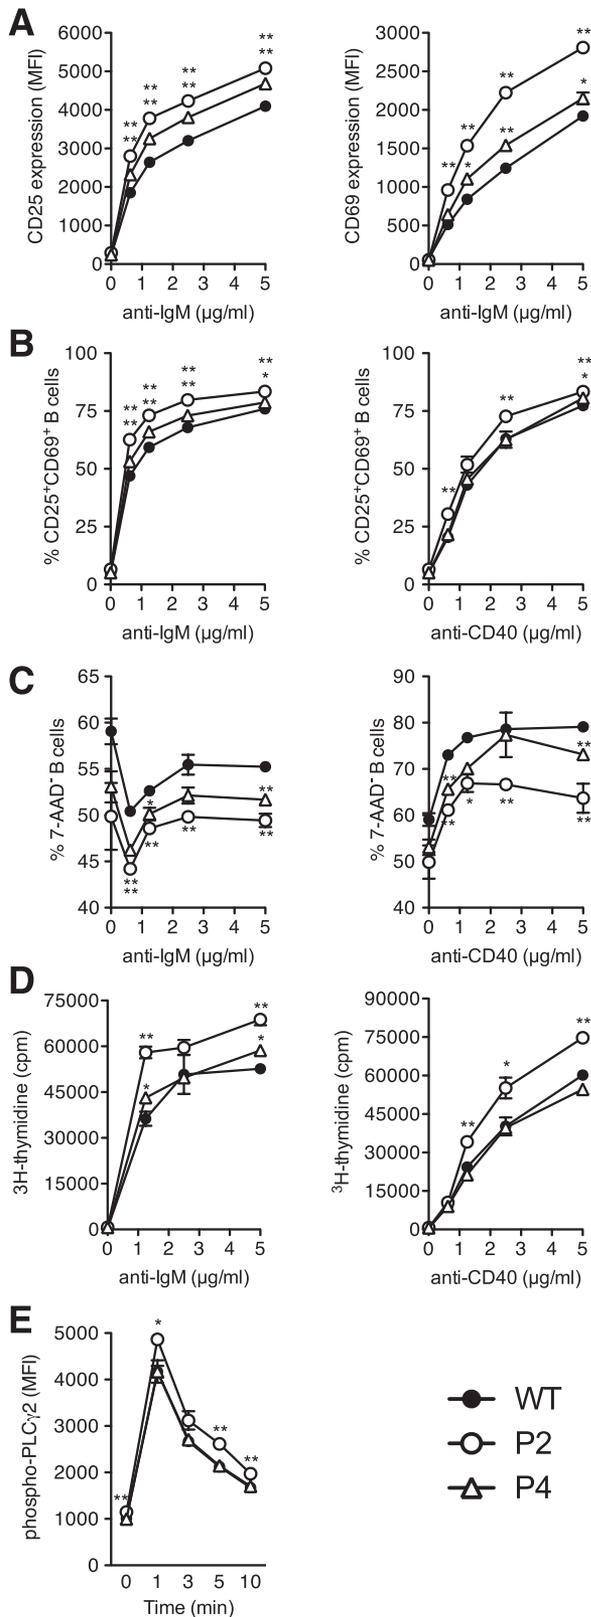 A
6000
5000
4000
3000
2000
1000
0
CD25 expression (MFI)
** ** ** ** ** ** ** **
0 1 2 3 4 5
anti-IgM (µg/ml)
3000
2500
2000
1500
1000
500
0
CD69 expression (MFI)
** ** * ** ** ** *
0 1 2 3 4 5
anti-IgM (µg/ml)
B
100
75
50
25
0
% CD25⁺CD69⁺ B cells
** ** ** ** ** ** ** *
0 1 2 3 4 5
anti-IgM (µg/ml)
100
75
50
25
0
% CD25⁺CD69⁺ B cells
** ** ** *
0 1 2 3 4 5
anti-CD40 (µg/ml)
C
65
60
55
50
45
40
% 7-AAD⁻ B cells
** ** * ** ** ** **
0 1 2 3 4 5
anti-IgM (µg/ml)
90
80
70
60
50
40
% 7-AAD⁻ B cells
** ** * ** ** **
0 1 2 3 4 5
anti-CD40 (µg/ml)
D
75000
60000
45000
30000
15000
0
3H-thymidine (cpm)
** * ** *
0 1 2 3 4 5
anti-IgM (µg/ml)
90000
75000
60000
45000
30000
15000
0
³H-thymidine (cpm)
** * **
0 1 2 3 4 5
anti-CD40 (µg/ml)
E
5000
4000
3000
2000
1000
0
phospho-PLCγ2 (MFI)
** * ** **
0 1 3 5 10
Time (min)
WT
P2
P4